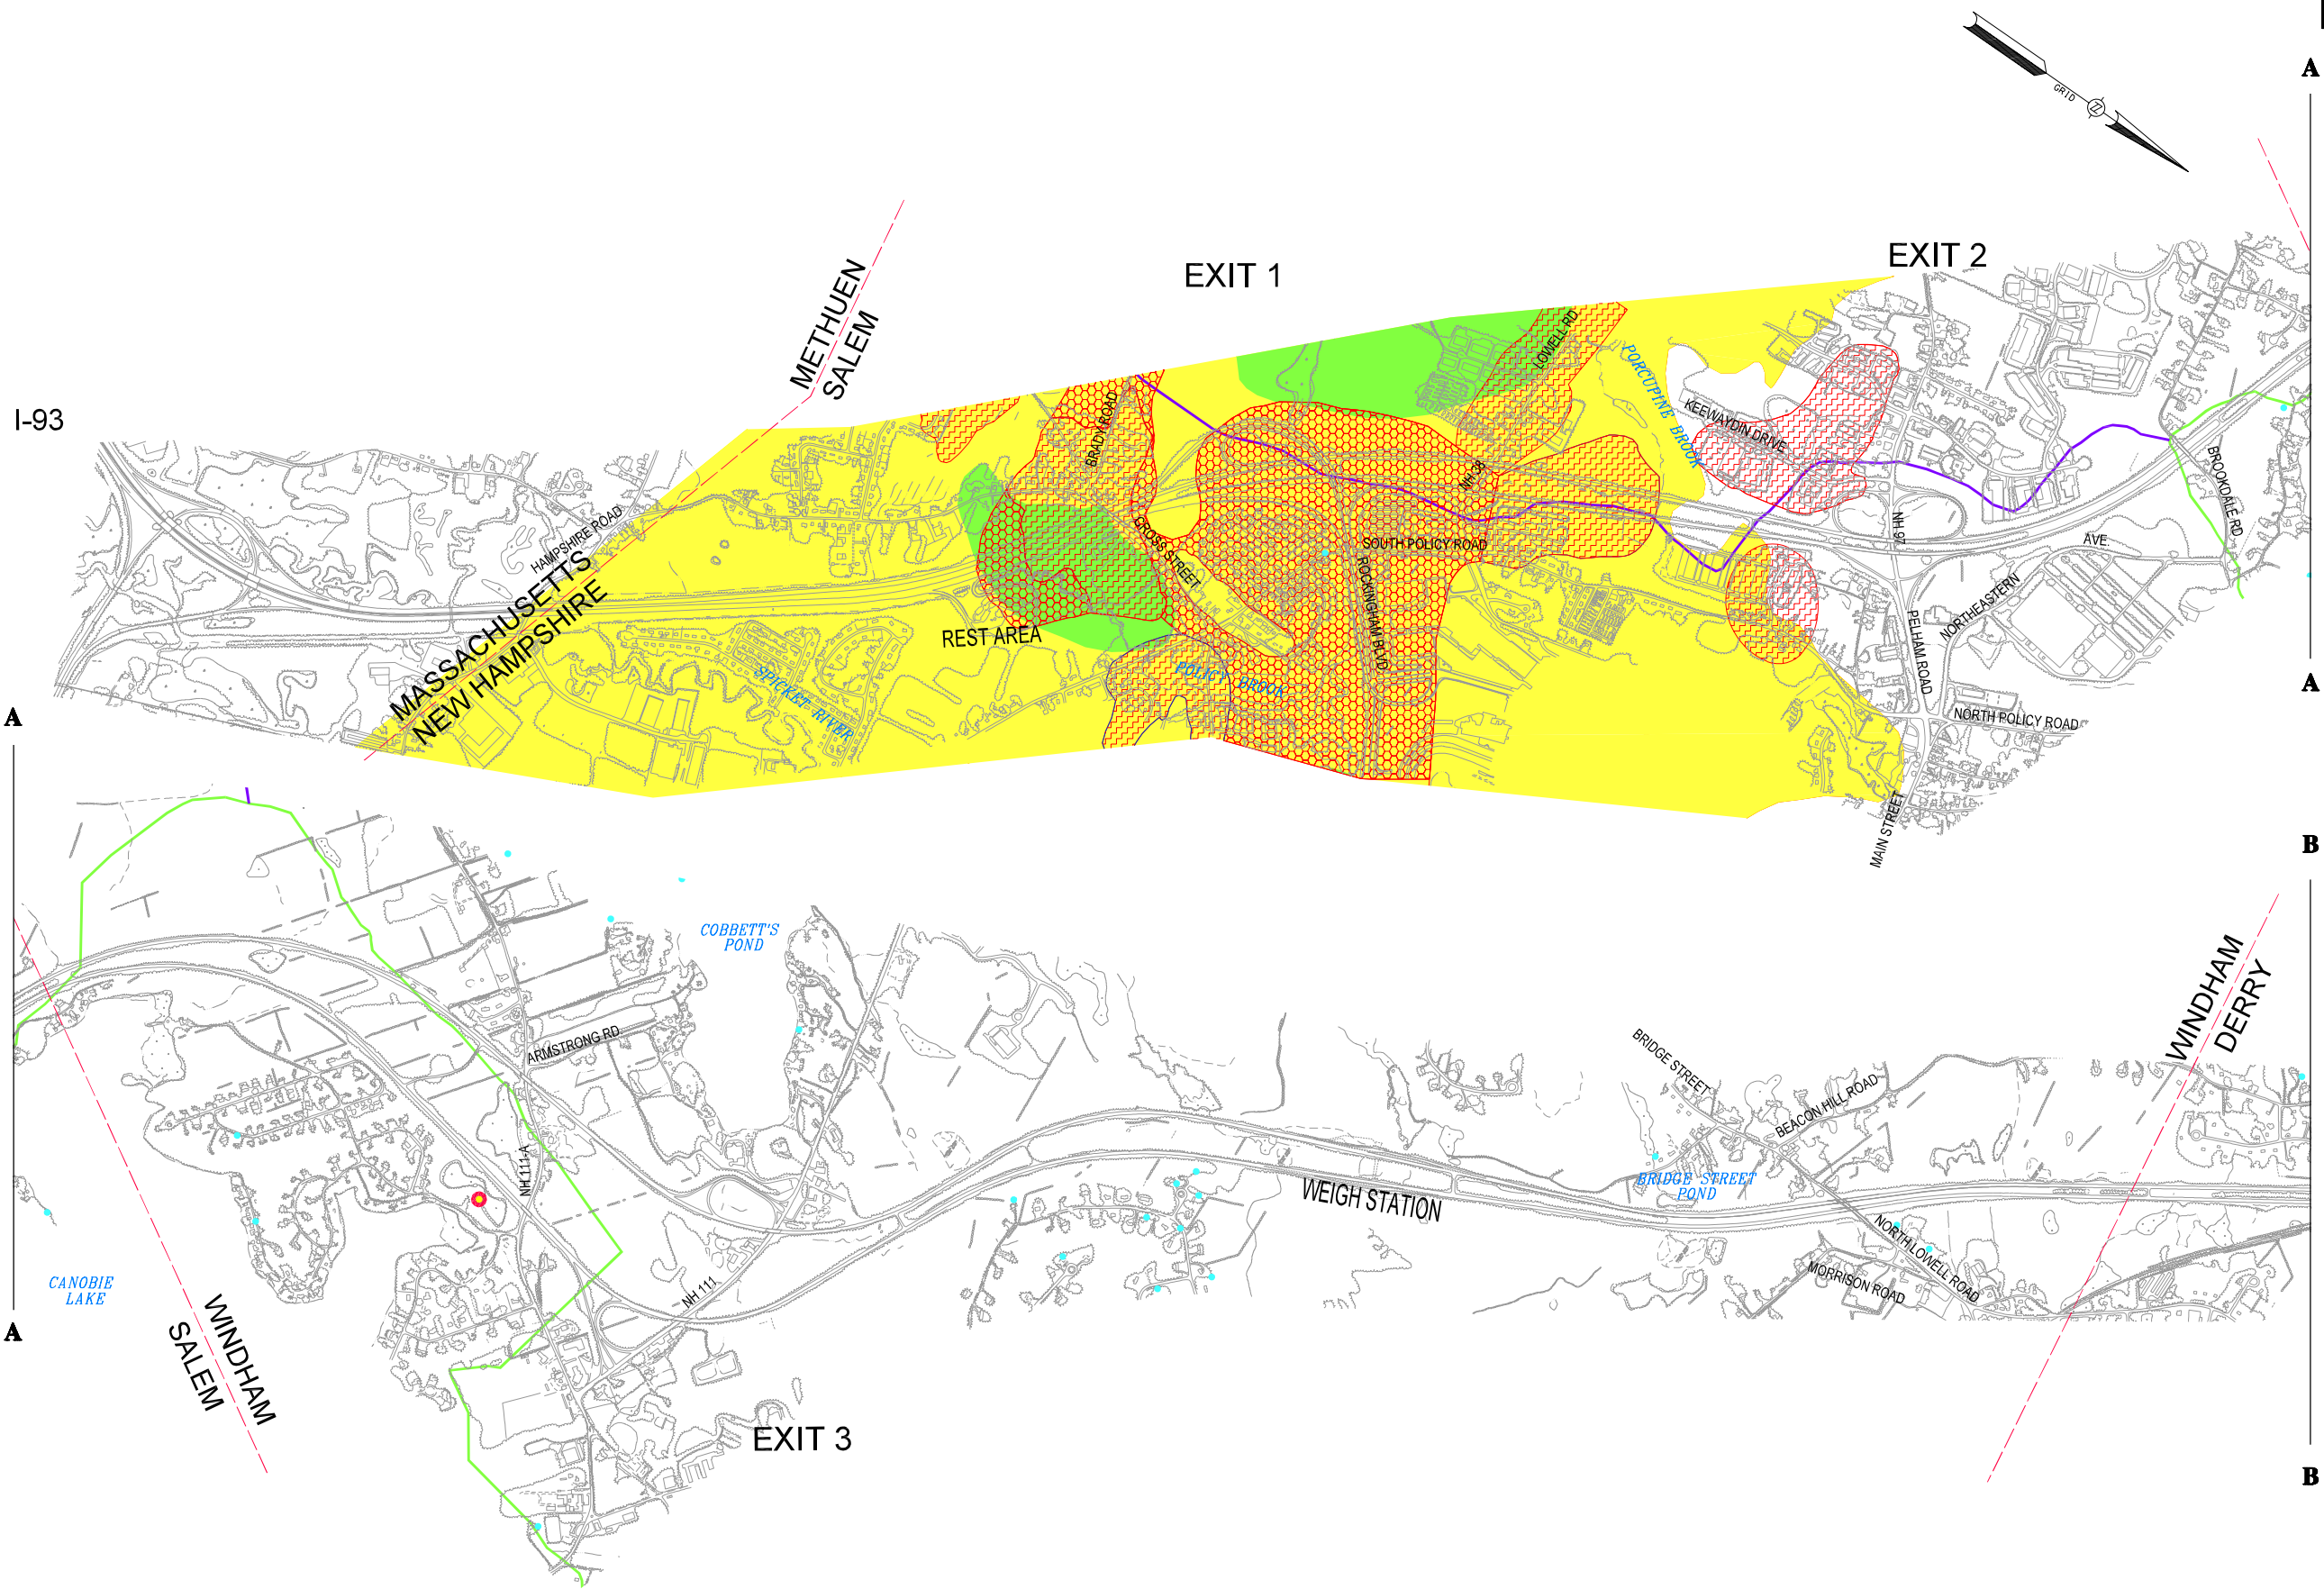 A
GRID
Z
EXIT 2
EXIT 1
METHUEN
SALEM
I-93
HAMPSHIRE ROAD
MASSACHUSETTS
NEW HAMPSHIRE
SPICKET RIVER
REST AREA
BRADY ROAD
CROSS STREET
POLICY BROOK
LOWELL RD
NH 38
SOUTH POLICY ROAD
ROCKINGHAM BLVD
PORCUPINE BROOK
KEEWAYDIN DRIVE
NH 97
PELHAM ROAD
NORTHEASTERN
AVE.
BROOKDALE RD
NORTH POLICY ROAD
MAIN STREET
A
A
B
COBBETT'S
POND
ARMSTRONG RD.
NH 111-A
CANOBIE
LAKE
WINDHAM
SALEM
NH 111
EXIT 3
WEIGH STATION
BRIDGE STREET
BEACON HILL ROAD
BRIDGE STREET
POND
NORTH LOWELL ROAD
MORRISON ROAD
WINDHAM
DERRY
A
B